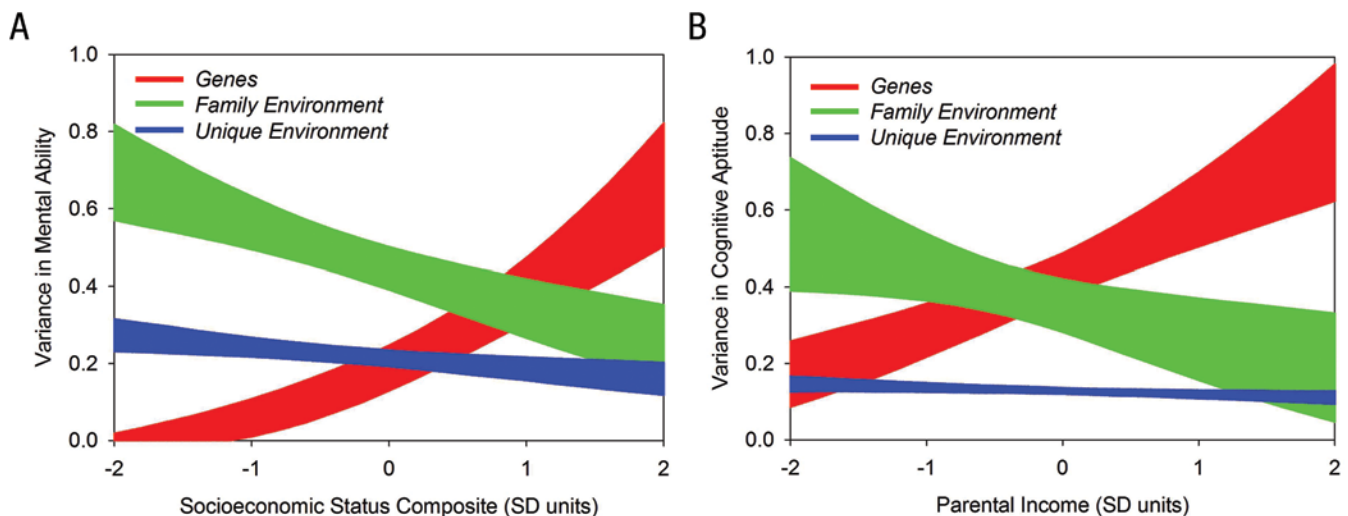 A
Variance in Mental Ability
1.0
0.8
0.6
0.4
0.2
0.0
Genes
Family Environment
Unique Environment
-2 -1 0 1 2
Socioeconomic Status Composite (SD units)
B
Variance in Cognitive Aptitude
1.0
0.8
0.6
0.4
0.2
0.0
Genes
Family Environment
Unique Environment
-2 -1 0 1 2
Parental Income (SD units)